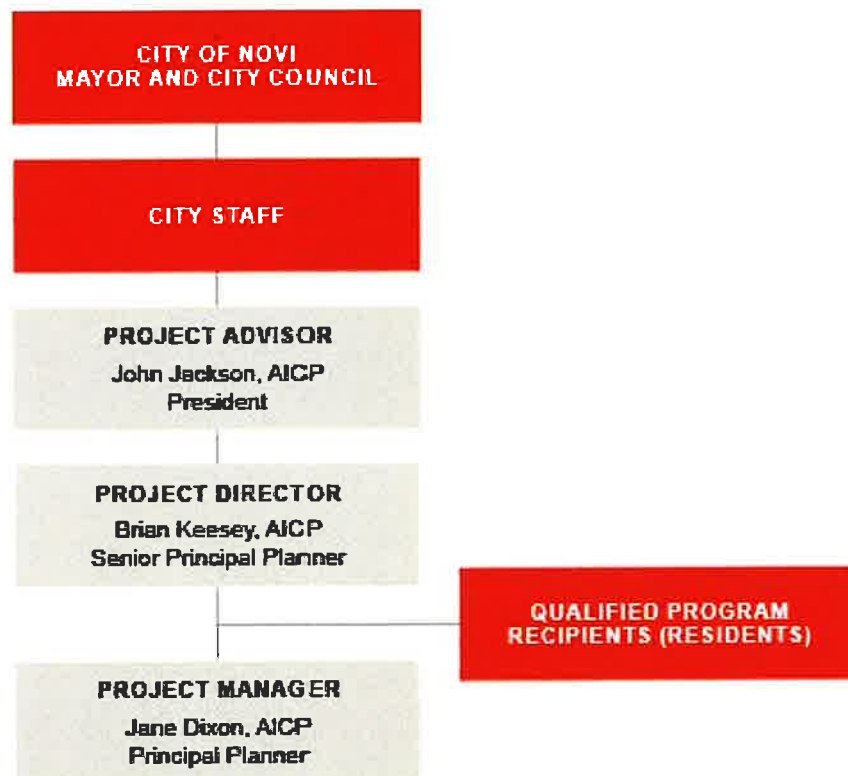 CITY OF NOVI
MAYOR AND CITY COUNCIL
CITY STAFF
PROJECT ADVISOR
John Jackson, AICP
President
PROJECT DIRECTOR
Brian Keesey, AICP
Senior Principal Planner
QUALIFIED PROGRAM
RECIPIENTS (RESIDENTS)
PROJECT MANAGER
Jane Dixon, AICP
Principal Planner